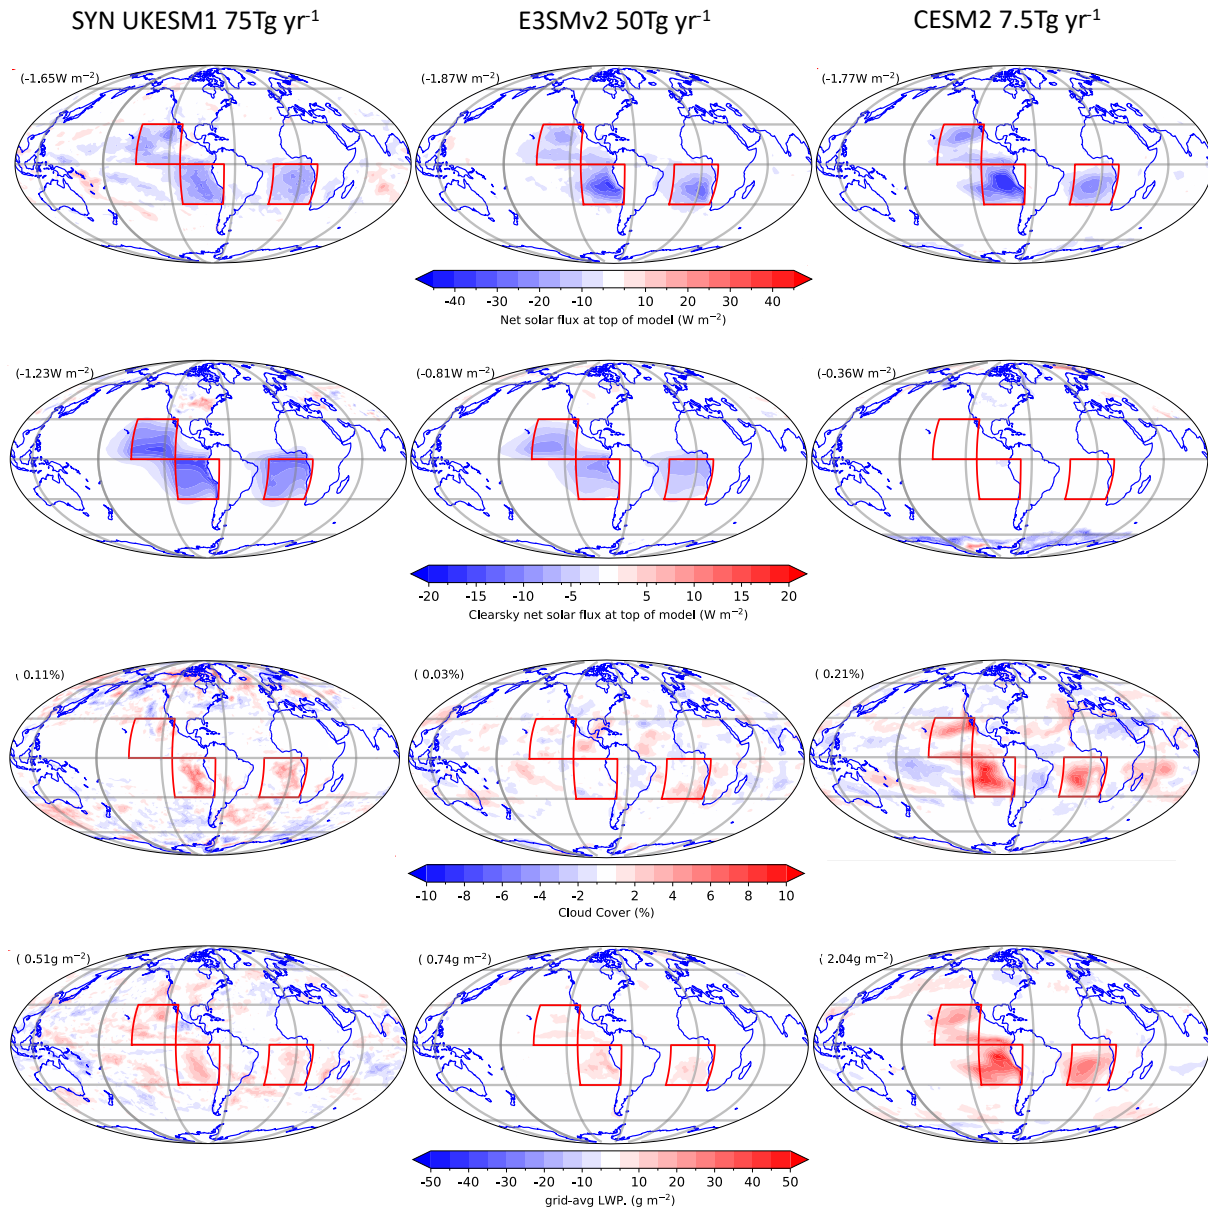 SYN UKESM1 75Tg yr-1 E3SMv2 50Tg yr-1 CESM2 7.5Tg yr-1
(-1.65W m−2) (-1.87W m−2) (-1.77W m−2)
-40 -30 -20 -10 10 20 30 40
Net solar flux at top of model (W m−2)
(-1.23W m−2) (-0.81W m−2) (-0.36W m−2)
-20 -15 -10 -5 5 10 15 20
Clearsky net solar flux at top of model (W m−2)
( 0.11%) ( 0.03%) ( 0.21%)
-10 -8 -6 -4 -2 2 4 6 8 10
Cloud Cover (%)
( 0.51g m−2) ( 0.74g m−2) ( 2.04g m−2)
-50 -40 -30 -20 -10 10 20 30 40 50
grid-avg LWP. (g m−2)